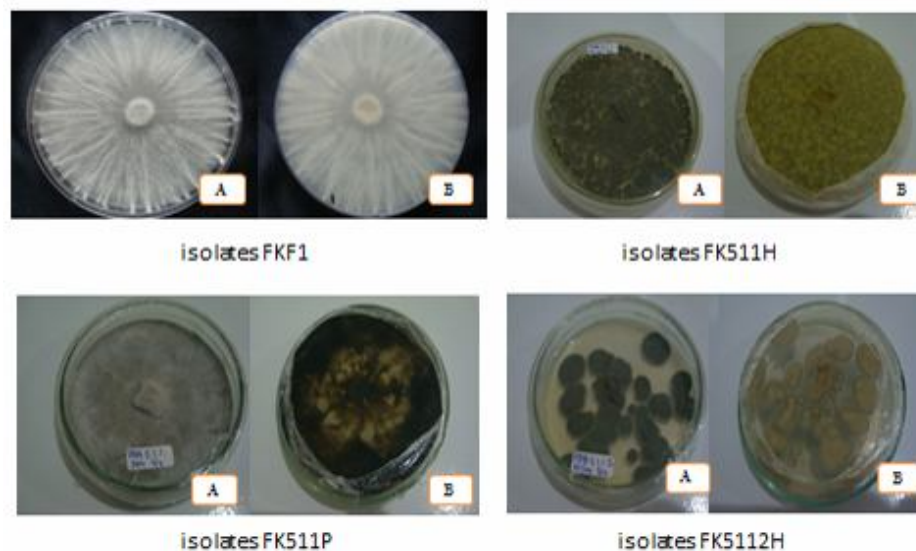 A
B
A
B
isolates FKF1
isolates FK511H
A
B
A
B
isolates FK511P
isolates FK5112H